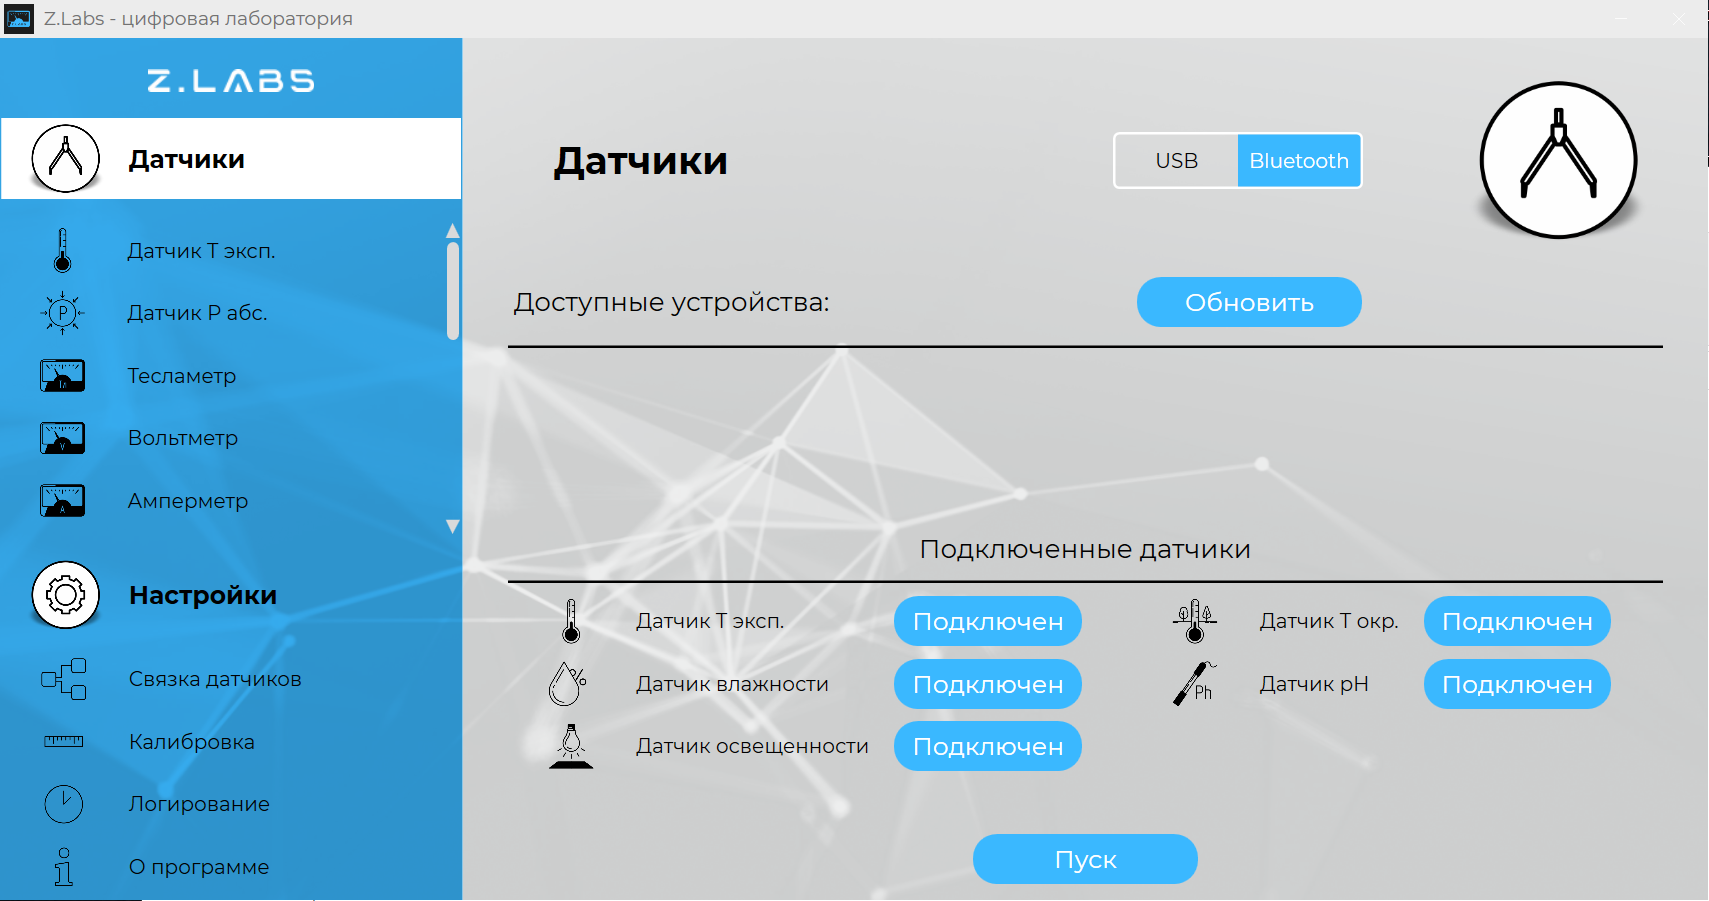 Z.Labs - цифровая лаборатория
Z.LABS
Датчики
Датчик T эксп.
P
Датчик P абс.
Тесламетр
V
Вольтметр
A
Амперметр
Настройки
Связка датчиков
Калибровка
Логирование
О программе
Датчики
USB Bluetooth
Доступные устройства: Обновить
Подключенные датчики
Датчик T эксп. Подключен Датчик T окр. Подключен
% Датчик влажности Подключен Ph Датчик pH Подключен
Датчик освещенности Подключен
Пуск